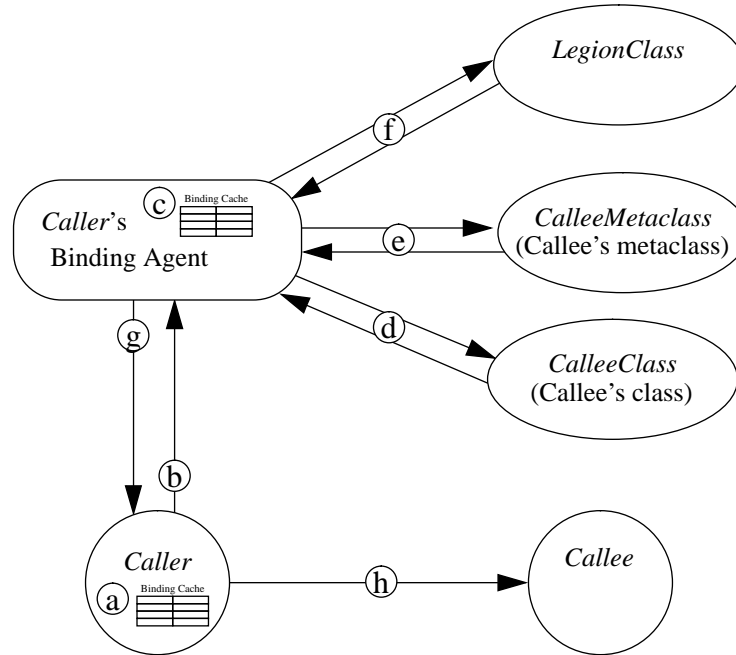 LegionClass
f
c
Binding Cache
Caller's
Binding Agent
CalleeMetaclass
(Callee's metaclass)
e
d
g
CalleeClass
(Callee's class)
b
Caller
Callee
a
Binding Cache
h